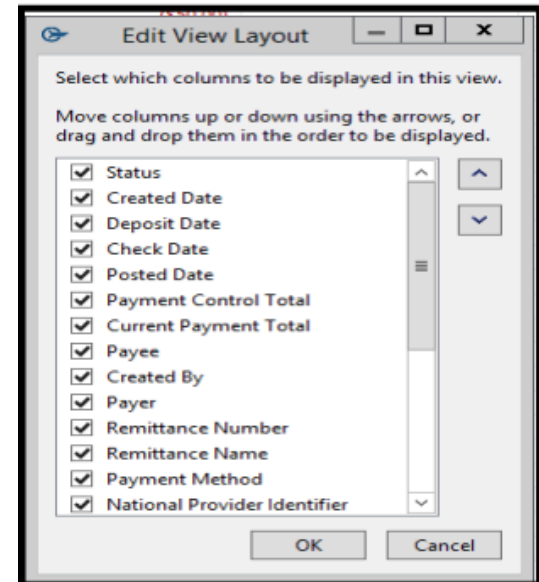 Edit View Layout
Select which columns to be displayed in this view.
Move columns up or down using the arrows, or
drag and drop them in the order to be displayed.
Status
Created Date
Deposit Date
Check Date
Posted Date
Payment Control Total
Current Payment Total
Payee
Created By
Payer
Remittance Number
Remittance Name
Payment Method
National Provider Identifier
OK
Cancel